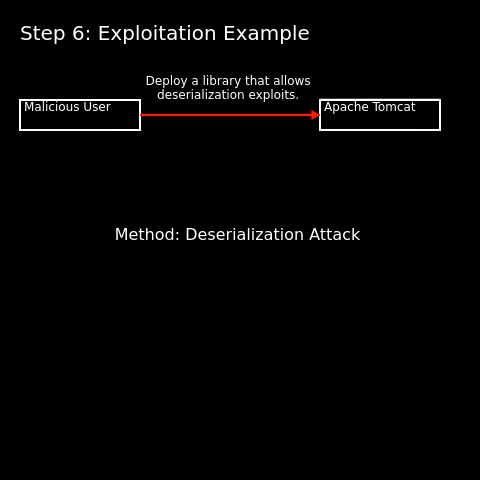 Step 6: Exploitation Example
Deploy a library that allows
deserialization exploits.
Malicious User
Apache Tomcat
Method: Deserialization Attack